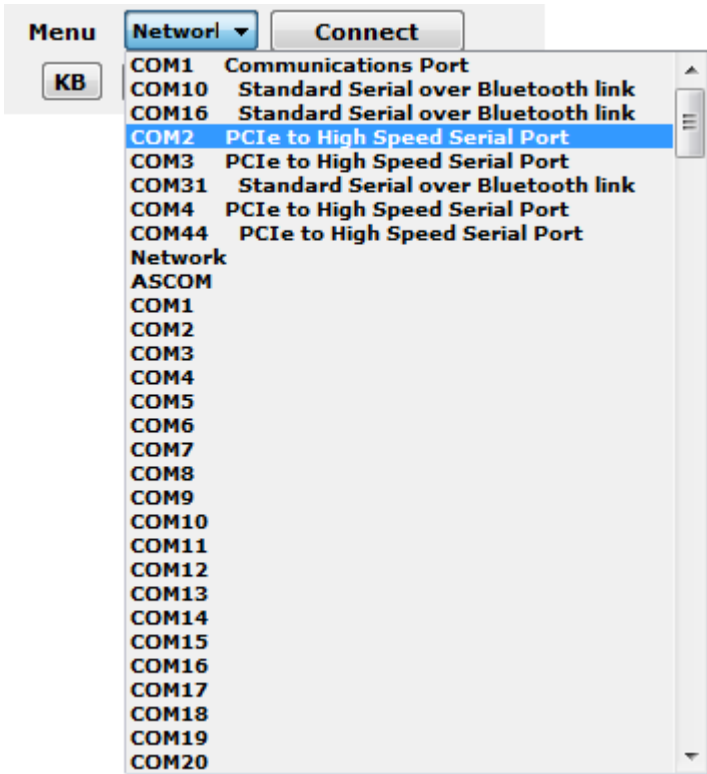 Menu Networl Connect
KB
COM1 Communications Port
COM10 Standard Serial over Bluetooth link
COM16 Standard Serial over Bluetooth link
COM2 PCIe to High Speed Serial Port
COM3 PCIe to High Speed Serial Port
COM31 Standard Serial over Bluetooth link
COM4 PCIe to High Speed Serial Port
COM44 PCIe to High Speed Serial Port
Network
ASCOM
COM1
COM2
COM3
COM4
COM5
COM6
COM7
COM8
COM9
COM10
COM11
COM12
COM13
COM14
COM15
COM16
COM17
COM18
COM19
COM20